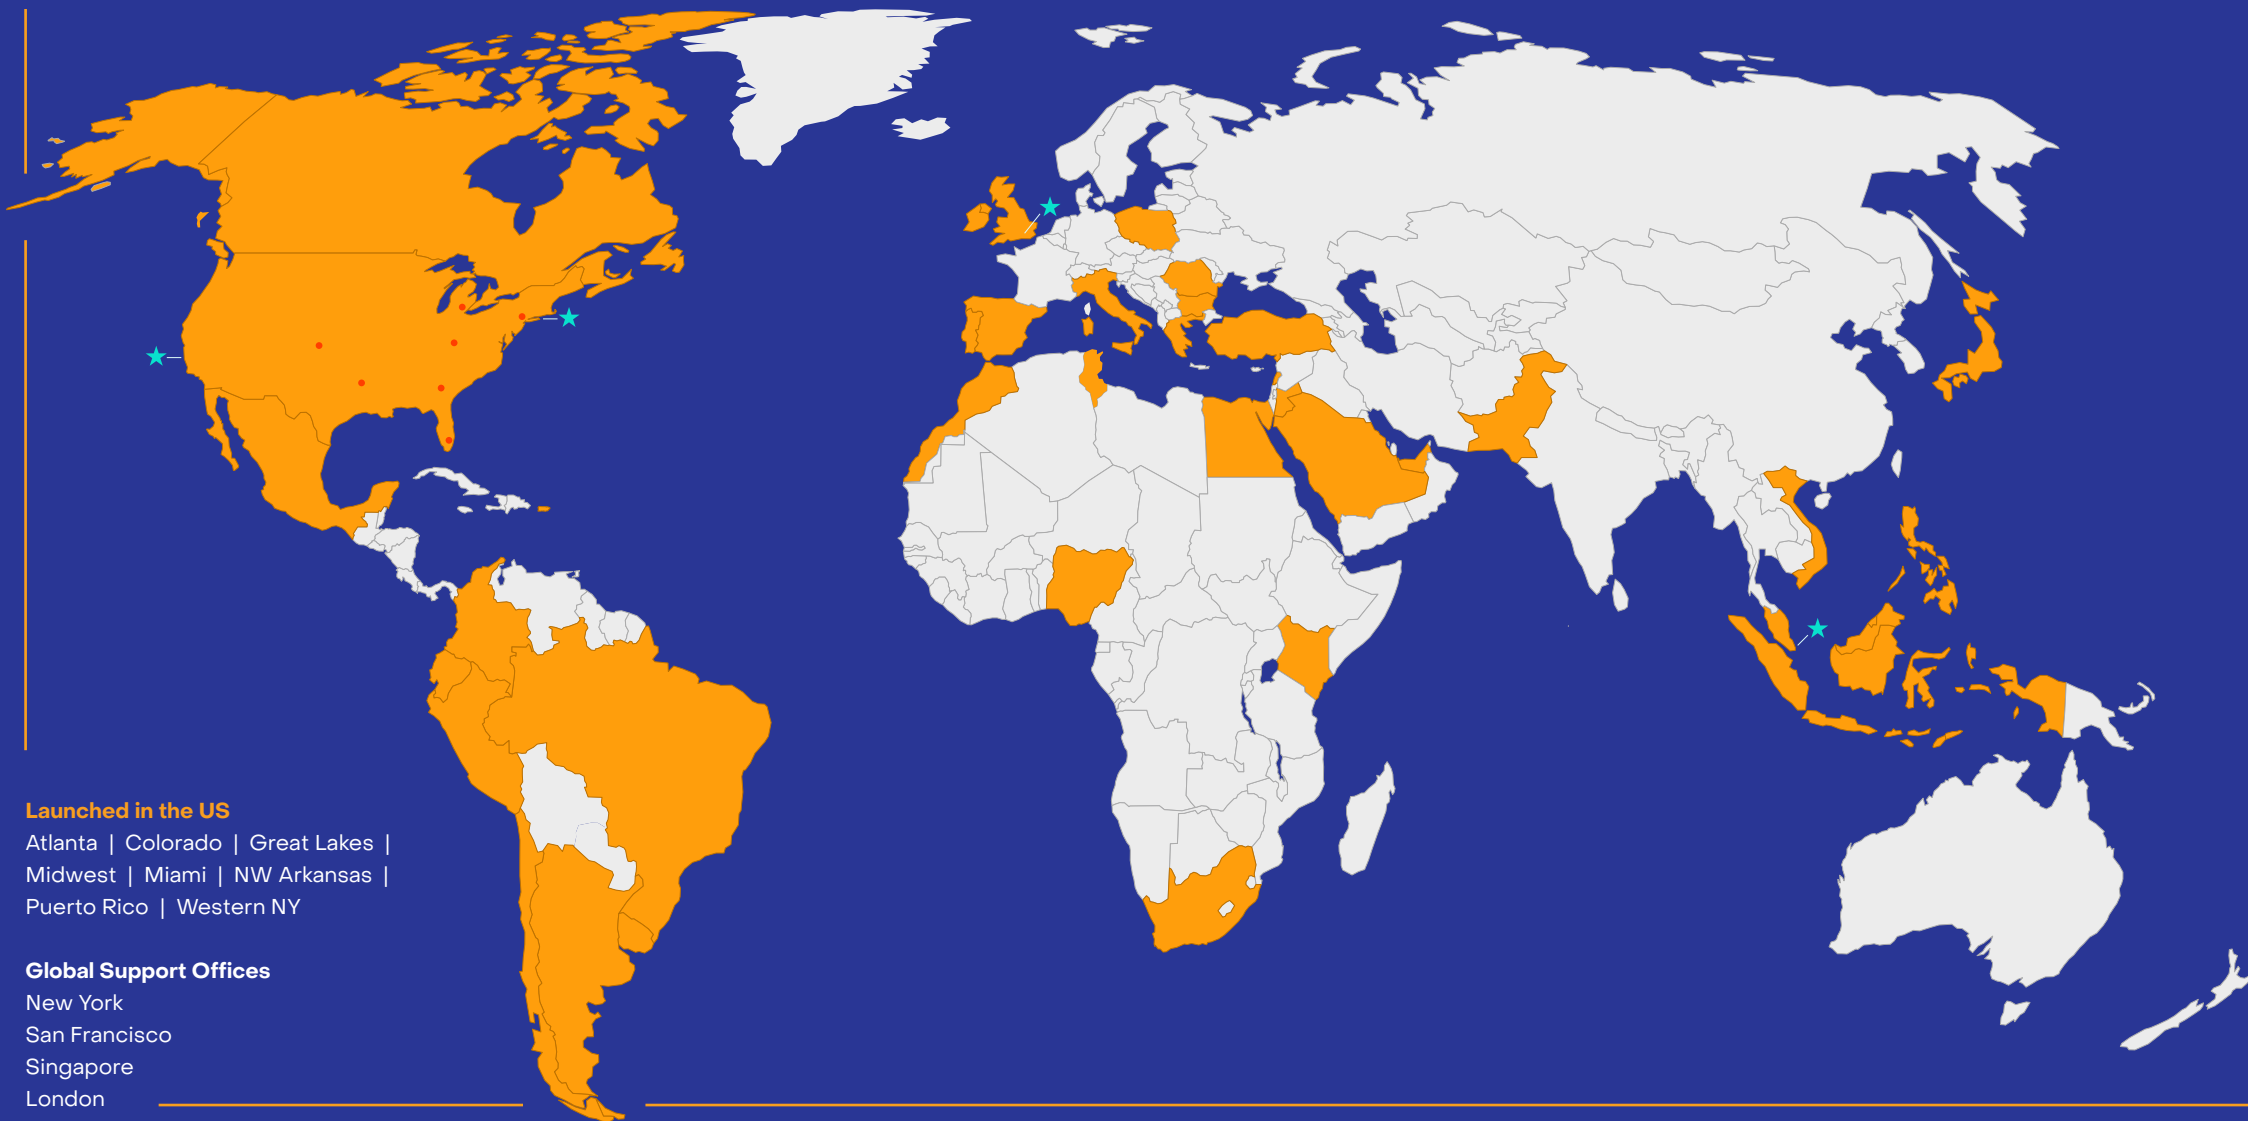 Launched in the US
Atlanta | Colorado | Great Lakes |
Midwest | Miami | NW Arkansas |
Puerto Rico | Western NY
Global Support Offices
New York
San Francisco
Singapore
London